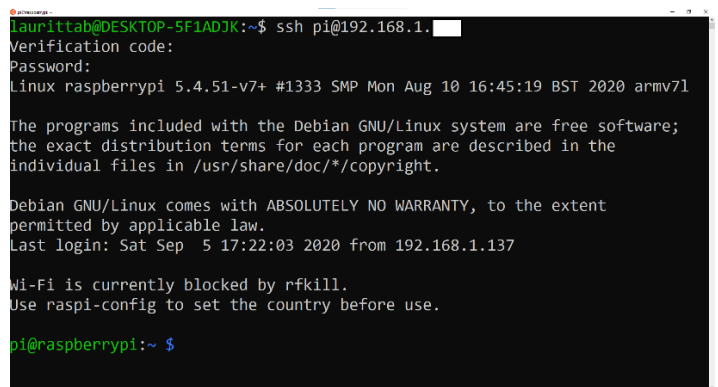 pi@raspberrypi: ~
laurittab@DESKTOP-5F1ADJK:~$ ssh pi@192.168.1.
Verification code:
Password:
Linux raspberrypi 5.4.51-v7+ #1333 SMP Mon Aug 10 16:45:19 BST 2020 armv7l
The programs included with the Debian GNU/Linux system are free software;
the exact distribution terms for each program are described in the
individual files in /usr/share/doc/*/copyright.
Debian GNU/Linux comes with ABSOLUTELY NO WARRANTY, to the extent
permitted by applicable law.
Last login: Sat Sep  5 17:22:03 2020 from 192.168.1.137
Wi-Fi is currently blocked by rfkill.
Use raspi-config to set the country before use.
pi@raspberrypi:~ $